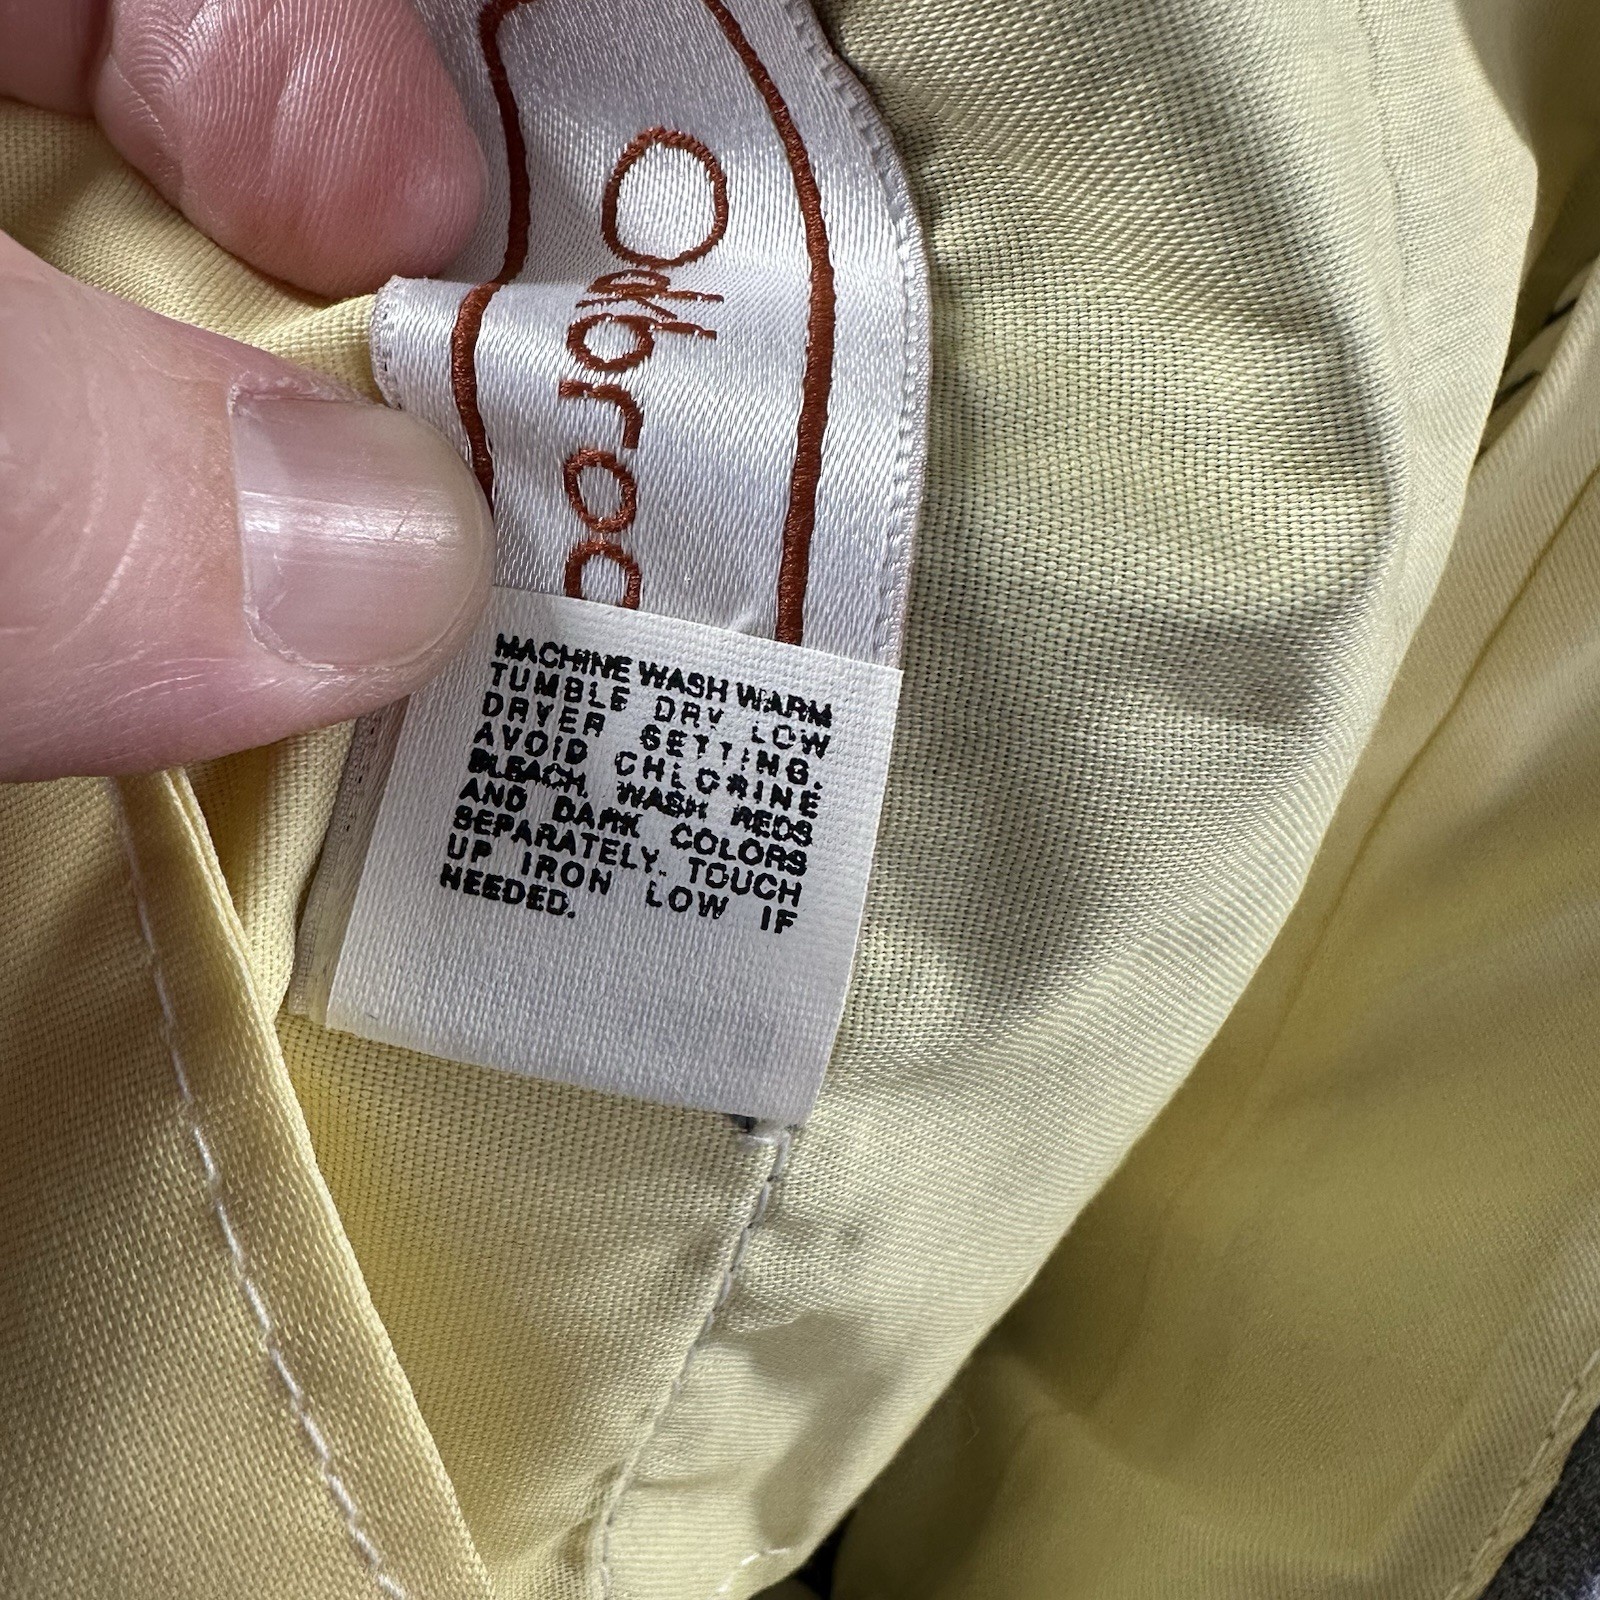 Odbroc
MACHINE WASH WARM
TUMBLE DRY LOW
DRYER SETTING.
AVOID CHLORINE
BLEACH. WASH REDS
AND DARK COLORS
SEPARATELY. TOUCH
UP IRON LOW IF
NEEDED.